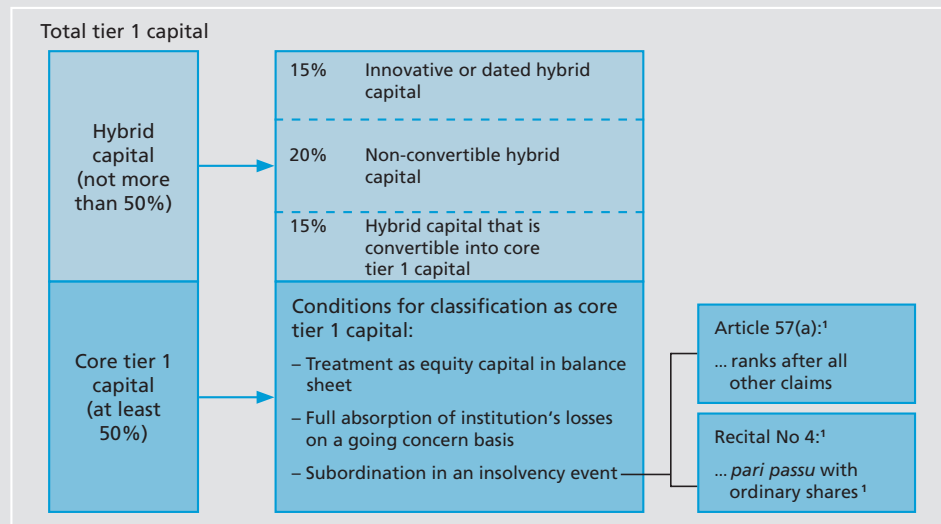 Total tier 1 capital
Hybrid
capital
(not more
than 50%)
15% Innovative or dated hybrid
capital
20% Non-convertible hybrid
capital
15% Hybrid capital that is
convertible into core
tier 1 capital
Core tier 1
capital
(at least
50%)
Conditions for classification as core
tier 1 capital:
– Treatment as equity capital in balance
sheet
– Full absorption of institution‘s losses
on a going concern basis
– Subordination in an insolvency event
Article 57(a):¹
... ranks after all
other claims
Recital No 4:¹
... pari passu with
ordinary shares ¹